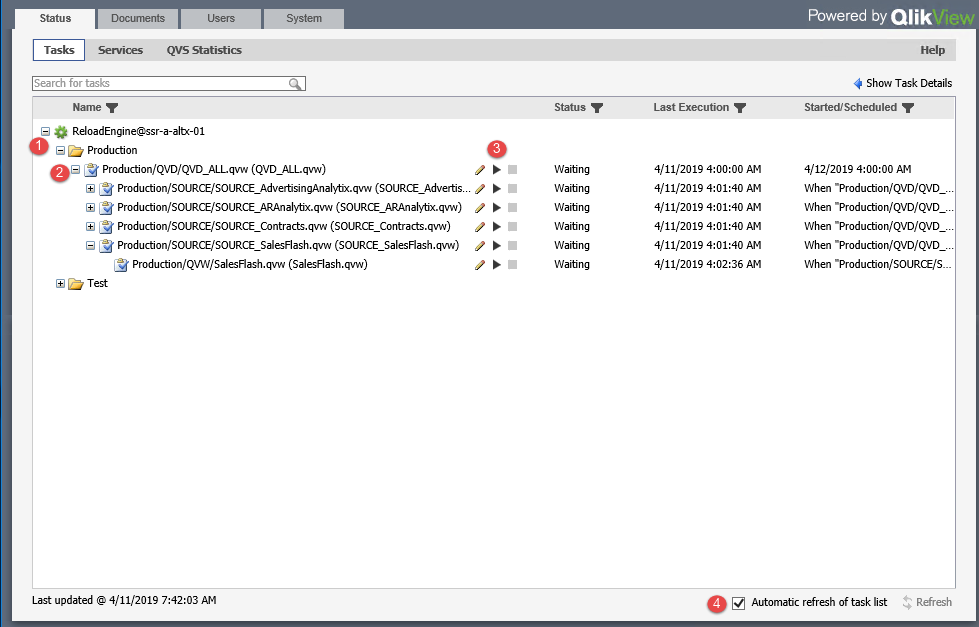 Status Documents Users System Powered by QlikView
Tasks Services QVS Statistics Help
Search for tasks Show Task Details
Name Status Last Execution Started/Scheduled
ReloadEngine@ssr-a-altx-01
1 Production 3
2 Production/QVD/QVD_ALL.qvw (QVD_ALL.qvw) Waiting 4/11/2019 4:00:00 AM 4/12/2019 4:00:00 AM
Production/SOURCE/SOURCE_AdvertisingAnalytix.qvw (SOURCE_Advertis... Waiting 4/11/2019 4:01:40 AM When "Production/QVD/QVD_...
Production/SOURCE/SOURCE_ARAnalytix.qvw (SOURCE_ARAnalytix.qvw) Waiting 4/11/2019 4:01:40 AM When "Production/QVD/QVD_...
Production/SOURCE/SOURCE_Contracts.qvw (SOURCE_Contracts.qvw) Waiting 4/11/2019 4:01:40 AM When "Production/QVD/QVD_...
Production/SOURCE/SOURCE_SalesFlash.qvw (SOURCE_SalesFlash.qvw) Waiting 4/11/2019 4:01:40 AM When "Production/QVD/QVD_...
Production/QVW/SalesFlash.qvw (SalesFlash.qvw) Waiting 4/11/2019 4:02:36 AM When "Production/SOURCE/S...
Test
Last updated @ 4/11/2019 7:42:03 AM 4 Automatic refresh of task list Refresh